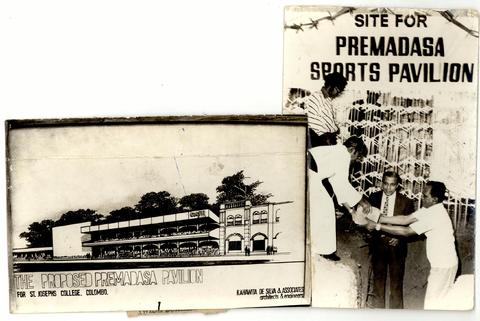 SITE FOR
PREMADASA
SPORTS PAVILION
THE PROPOSED PREMADASA PAVILION
FOR ST. JOSEPHS COLLEGE, COLOMBO.
KAHAWITA DE SILVA & ASSOCIATES
architects & engineers
1